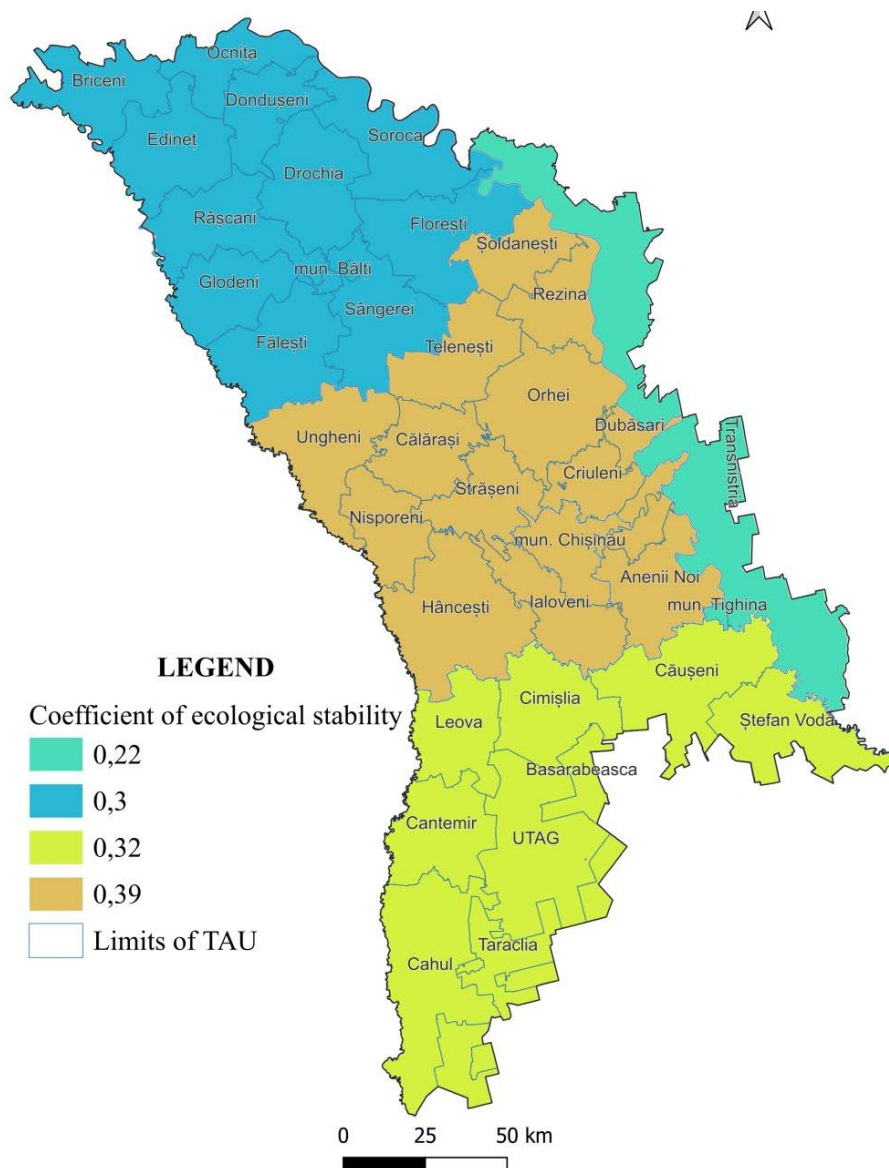 Ocnița
Briceni
Dondușeni
Edineț
Soroca
Drochia
Râșcani
Florești
Șoldanești
mun. Bălți
Glodeni
Rezina
Sângerei
Fălești
Telenești
Orhei
Dubăsari
Transnistria
Ungheni
Călărași
Criuleni
Strășeni
Nisporeni
mun. Chișinău
Anenii Noi
Hâncești
Ialoveni
mun. Tighina
LEGEND
Căușeni
Cimișlia
Coefficient of ecological stability
Leova
Ștefan Vodă
0,22
Basarabeasca
0,3
Cantemir
UTAG
0,32
0,39
Limits of TAU
Taraclia
Cahul
0 25 50 km